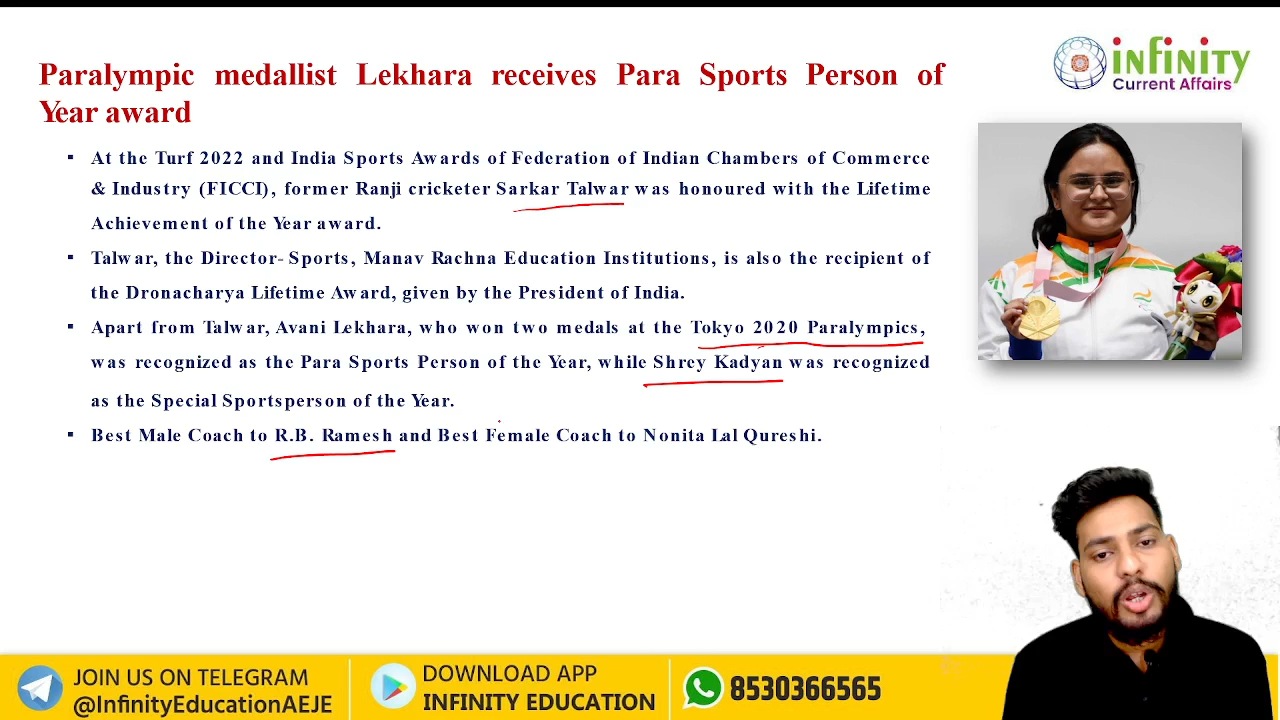 infinity
Current Affairs
Paralympic medallist Lekhara receives Para Sports Person of
Year award
▪ At the Turf 2022 and India Sports Awards of Federation of Indian Chambers of Commerce
& Industry (FICCI), former Ranji cricketer Sarkar Talwar was honoured with the Lifetime
Achievement of the Year award.
▪ Talwar, the Director- Sports, Manav Rachna Education Institutions, is also the recipient of
the Dronacharya Lifetime Award, given by the President of India.
▪ Apart from Talwar, Avani Lekhara, who won two medals at the Tokyo 2020 Paralympics,
was recognized as the Para Sports Person of the Year, while Shrey Kadyan was recognized
as the Special Sportsperson of the Year.
▪ Best Male Coach to R.B. Ramesh and Best Female Coach to Nonita Lal Qureshi.
JOIN US ON TELEGRAM
@InfinityEducationAEJE
DOWNLOAD APP
INFINITY EDUCATION
8530366565